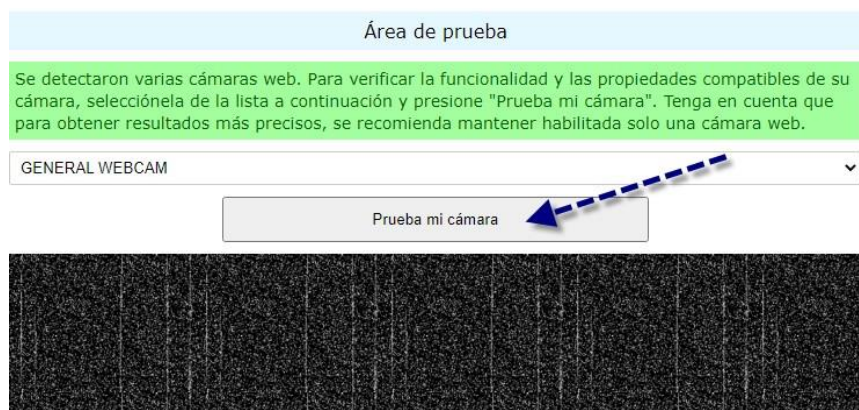 Área de prueba
Se detectaron varias cámaras web. Para verificar la funcionalidad y las propiedades compatibles de su
cámara, selecciónela de la lista a continuación y presione "Prueba mi cámara". Tenga en cuenta que
para obtener resultados más precisos, se recomienda mantener habilitada solo una cámara web.
GENERAL WEBCAM
Prueba mi cámara